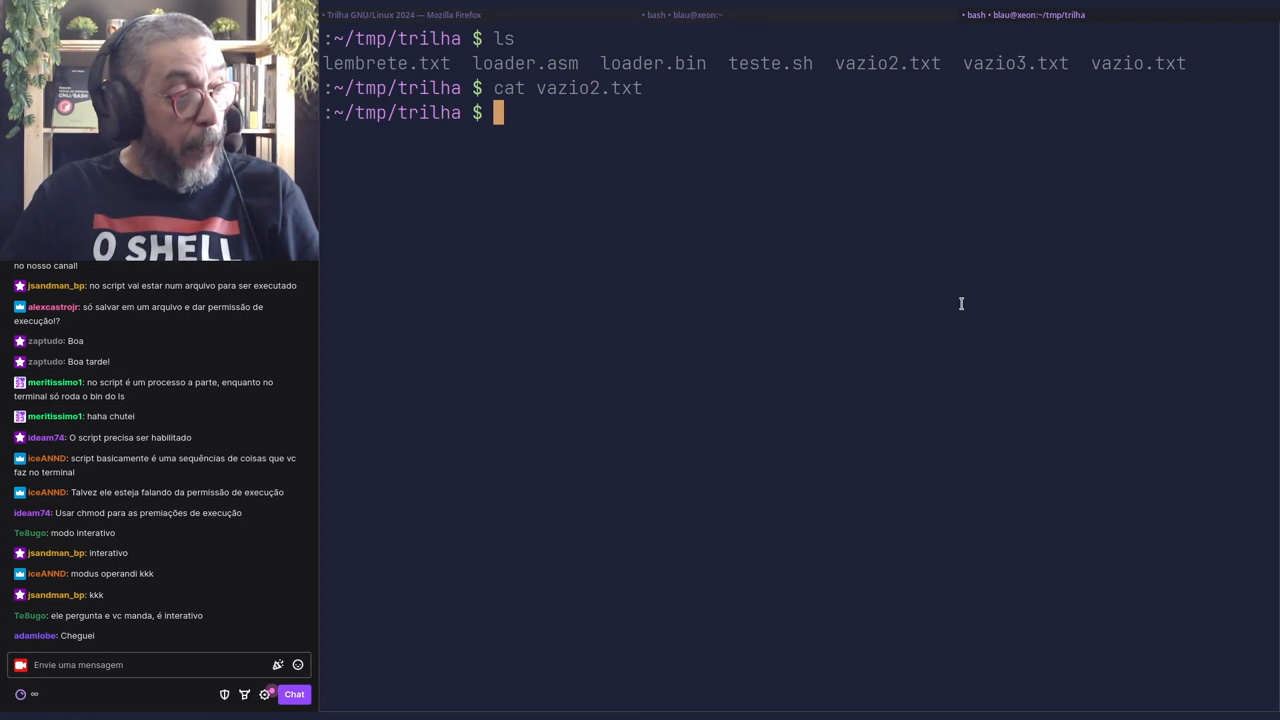 • Trilha GNU/Linux 2024 — Mozilla Firefox
• bash • blau@xeon:~
• bash • blau@xeon:~/tmp/trilha
:~/tmp/trilha $ ls
lembrete.txt loader.asm loader.bin teste.sh vazio2.txt vazio3.txt vazio.txt
:~/tmp/trilha $ cat vazio2.txt
:~/tmp/trilha $
GNU/BASH
O SHELL
no nosso canal!
jsandman_bp: no script vai estar num arquivo para ser executado
alexcastrojr: só salvar em um arquivo e dar permissão de
execução!?
zaptudo: Boa
zaptudo: Boa tarde!
meritissimo1: no script é um processo a parte, enquanto no
terminal só roda o bin do ls
meritissimo1: haha chutei
ideam74: O script precisa ser habilitado
iceANND: script basicamente é uma sequências de coisas que vc
faz no terminal
iceANND: Talvez ele esteja falando da permissão de execução
ideam74: Usar chmod para as premiações de execução
Te8ugo: modo interativo
jsandman_bp: interativo
iceANND: modus operandi kkk
jsandman_bp: kkk
Te8ugo: ele pergunta e vc manda, é interativo
adamlobe: Cheguei
Envie uma mensagem
∞
Chat